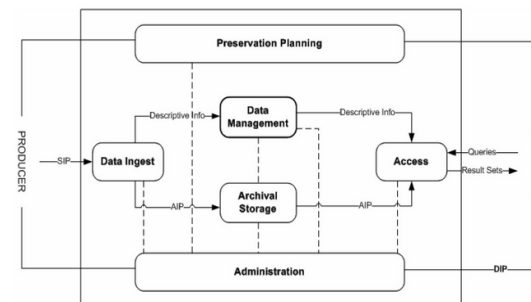 Preservation Planning
PRODUCER
Descriptive Info
Data
Management
Descriptive Info
SIP
Data Ingest
Access
Queries
Result Sets
AIP
Archival
Storage
AIP
Administration
DIP